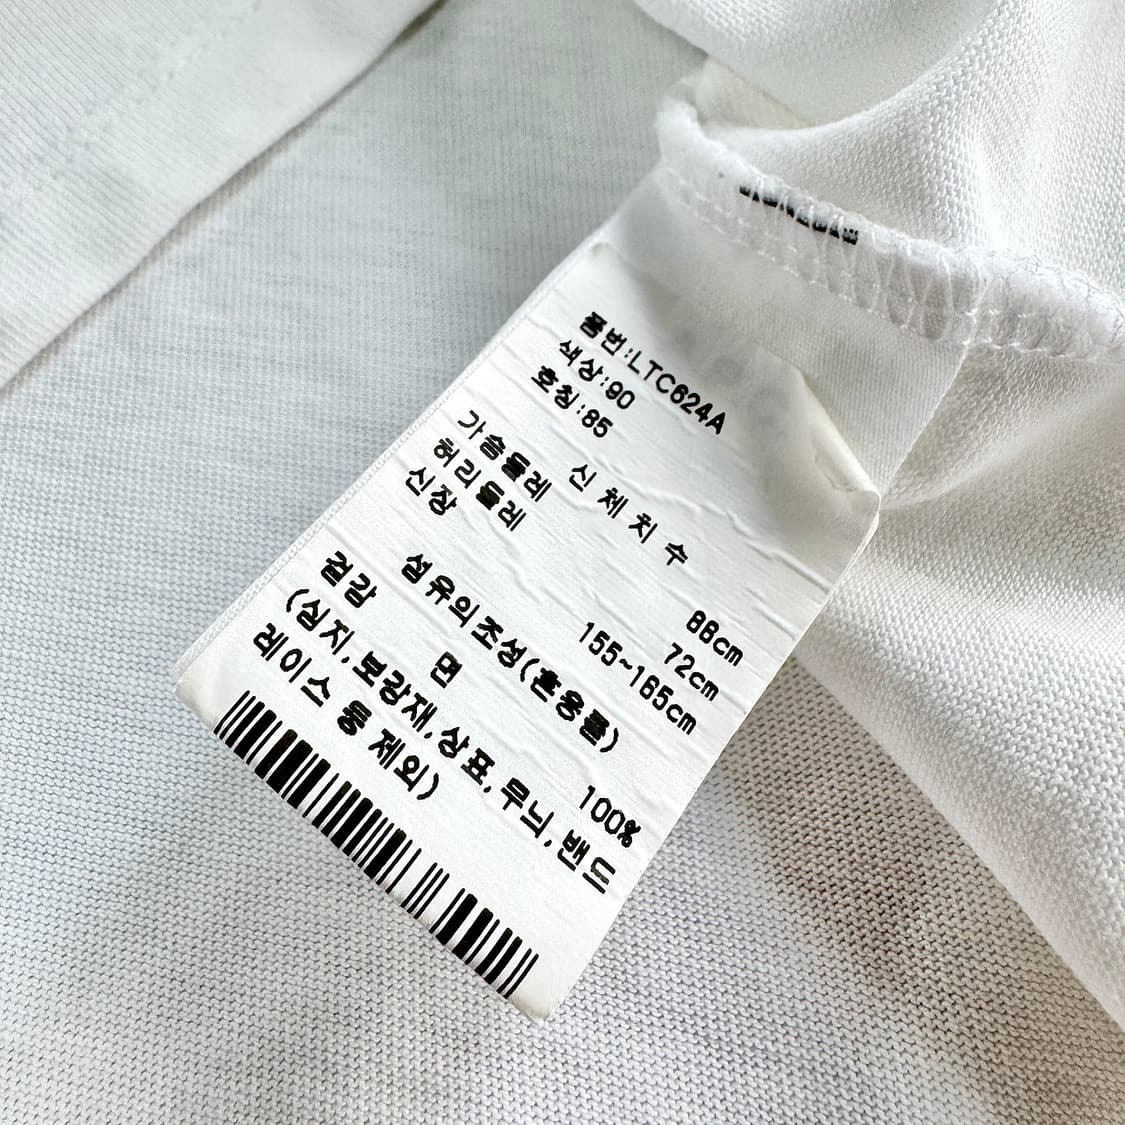 품번:LTC624A
색상:90
호칭:85
신체치수
가슴둘레 88cm
허리둘레 72cm
신장 155~165cm
섬유의조성(혼용률)
겉감 면 100%
(심지,보강재,상표,무늬,밴드
레이스 등 제외)